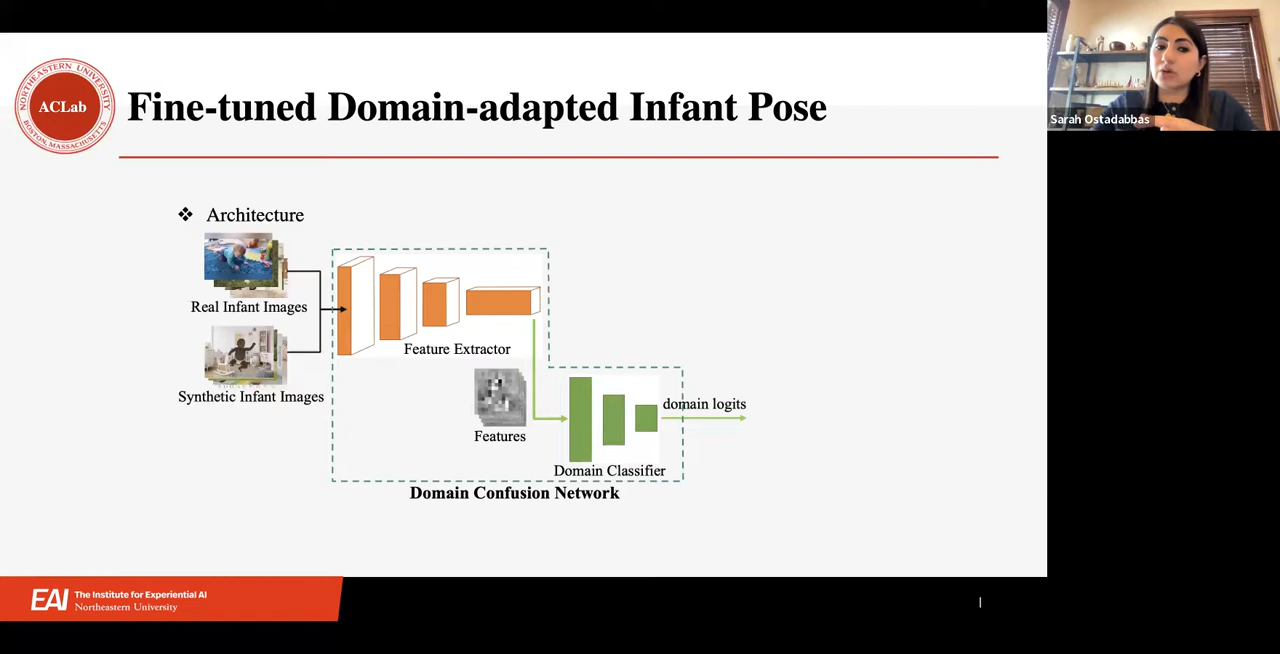 NORTHEASTERN UNIVERSITY
ACLab
BOSTON, MASSACHUSETTS
Fine-tuned Domain-adapted Infant Pose
Sarah Ostadabbas
❖ Architecture
Real Infant Images
Synthetic Infant Images
Feature Extractor
Features
domain logits
Domain Classifier
Domain Confusion Network
EAI
The Institute for Experiential AI
Northeastern University